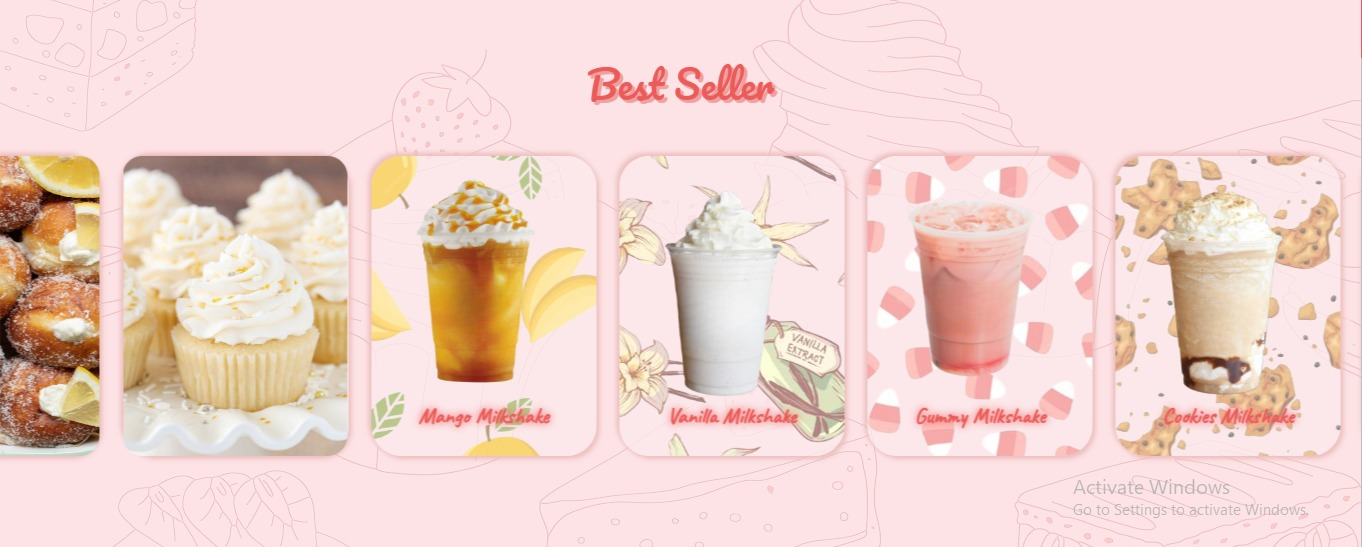 Best Seller
VANILLA
EXTRACT
Mango Milkshake
Vanilla Milkshake
Gummy Milkshake
Cookies Milkshake
Activate Windows
Go to Settings to activate Windows.